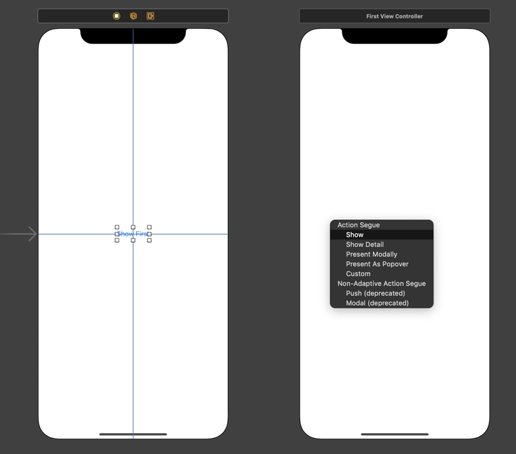 First View Controller
Show First
Action Segue
Show
Show Detail
Present Modally
Present As Popover
Custom
Non-Adaptive Action Segue
Push (deprecated)
Modal (deprecated)